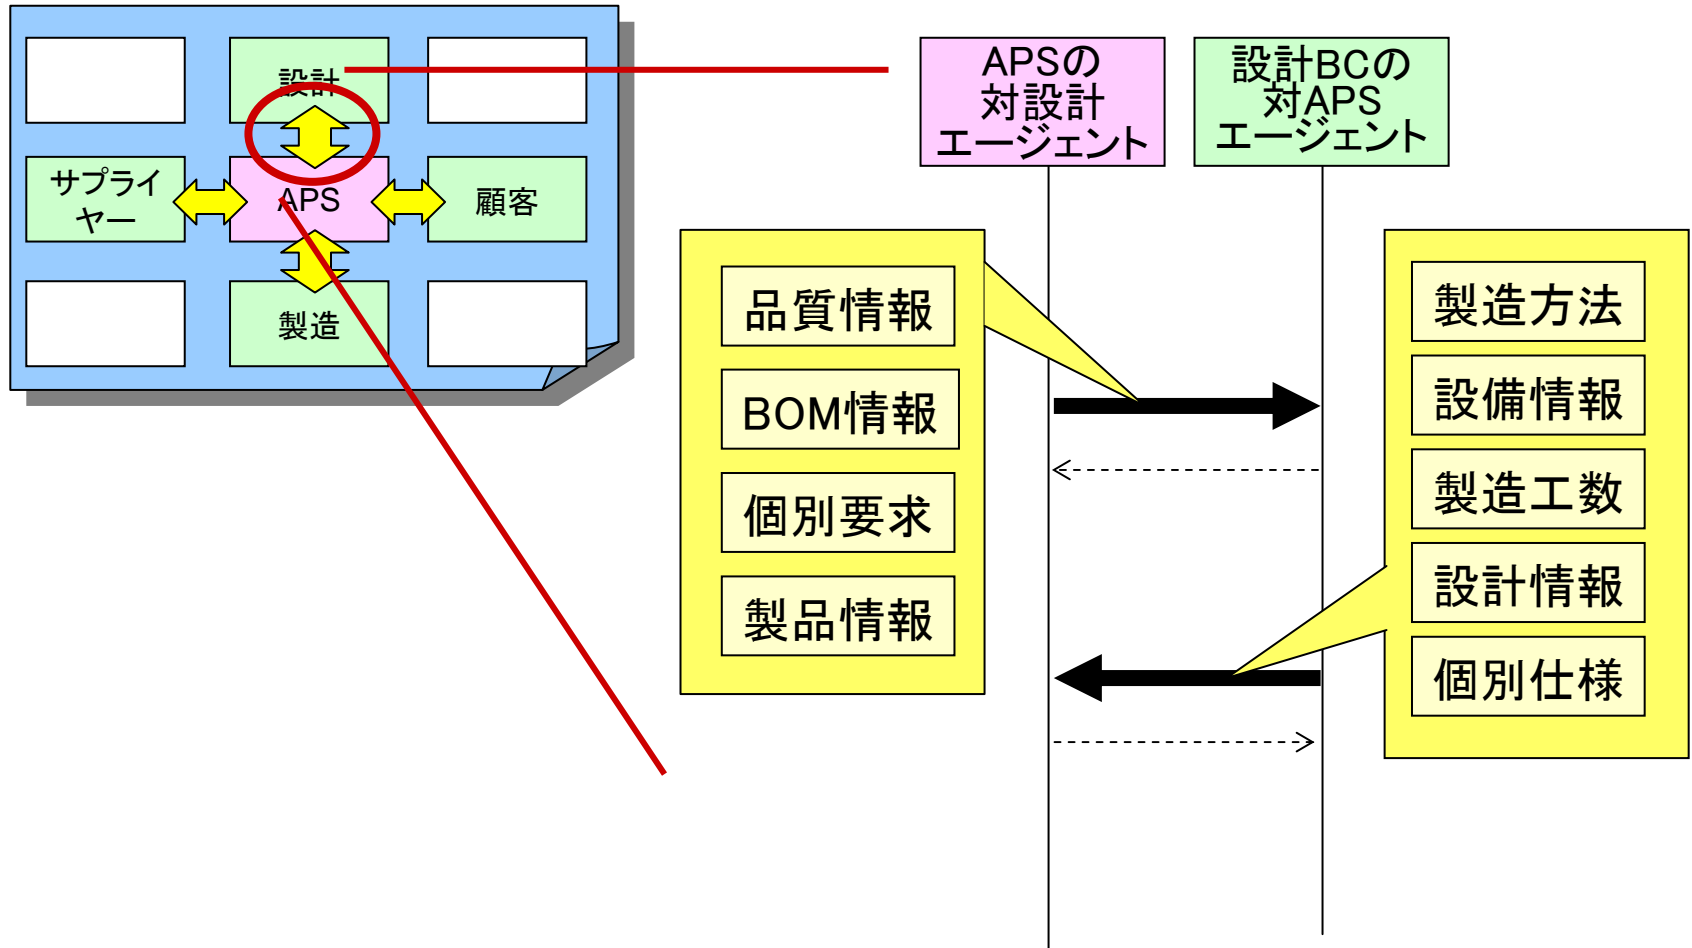 設計
サプライ
ヤー
APS
顧客
製造
APSの
対設計
エージェント
設計BCの
対APS
エージェント
品質情報
BOM情報
個別要求
製品情報
製造方法
設備情報
製造工数
設計情報
個別仕様